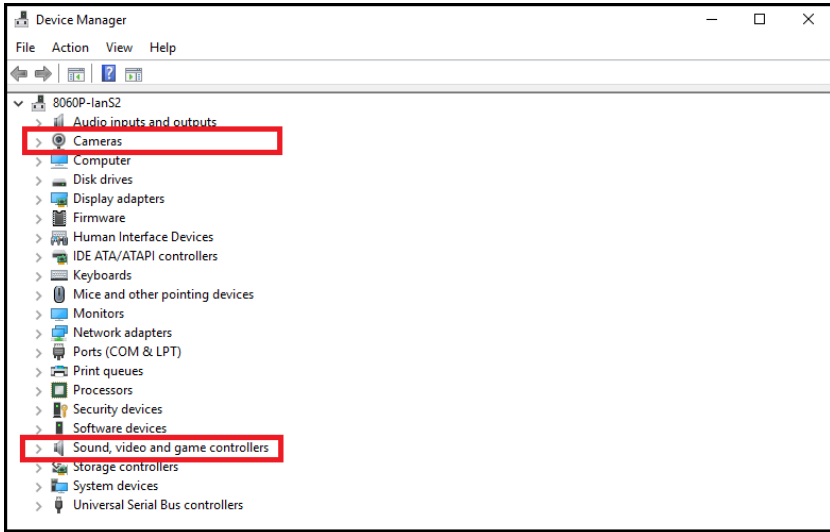 Device Manager
File Action View Help
8060P-IanS2
Audio inputs and outputs
Cameras
Computer
Disk drives
Display adapters
Firmware
Human Interface Devices
IDE ATA/ATAPI controllers
Keyboards
Mice and other pointing devices
Monitors
Network adapters
Ports (COM & LPT)
Print queues
Processors
Security devices
Software devices
Sound, video and game controllers
Storage controllers
System devices
Universal Serial Bus controllers